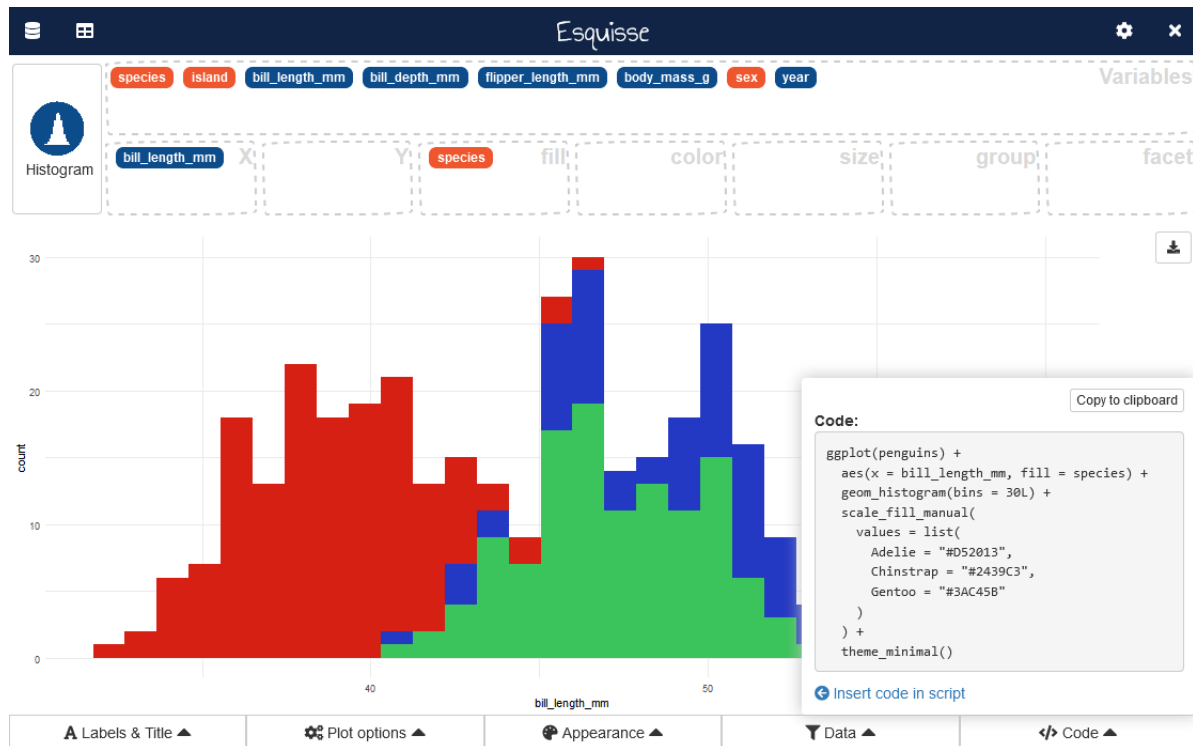 Esquisse
species island bill_length_mm bill_depth_mm flipper_length_mm body_mass_g sex year Variables
Histogram
bill_length_mm X Y species fill color size group facet
30
20
10
0
count
40 50
bill_length_mm
Copy to clipboard
Code:
ggplot(penguins) +
  aes(x = bill_length_mm, fill = species) +
  geom_histogram(bins = 30L) +
  scale_fill_manual(
    values = list(
      Adelie = "#D52013",
      Chinstrap = "#2439C3",
      Gentoo = "#3AC45B"
    )
  ) +
  theme_minimal()
Insert code in script
Labels & Title Plot options Appearance Data </> Code